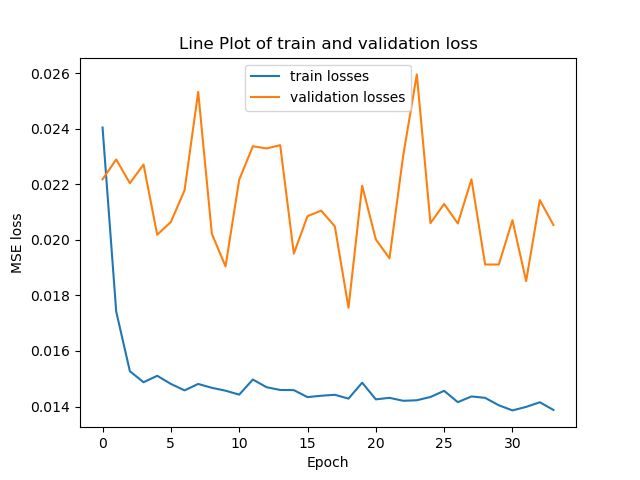 Line Plot of train and validation loss
train losses
validation losses
MSE loss
0.026
0.024
0.022
0.020
0.018
0.016
0.014
0 5 10 15 20 25 30
Epoch